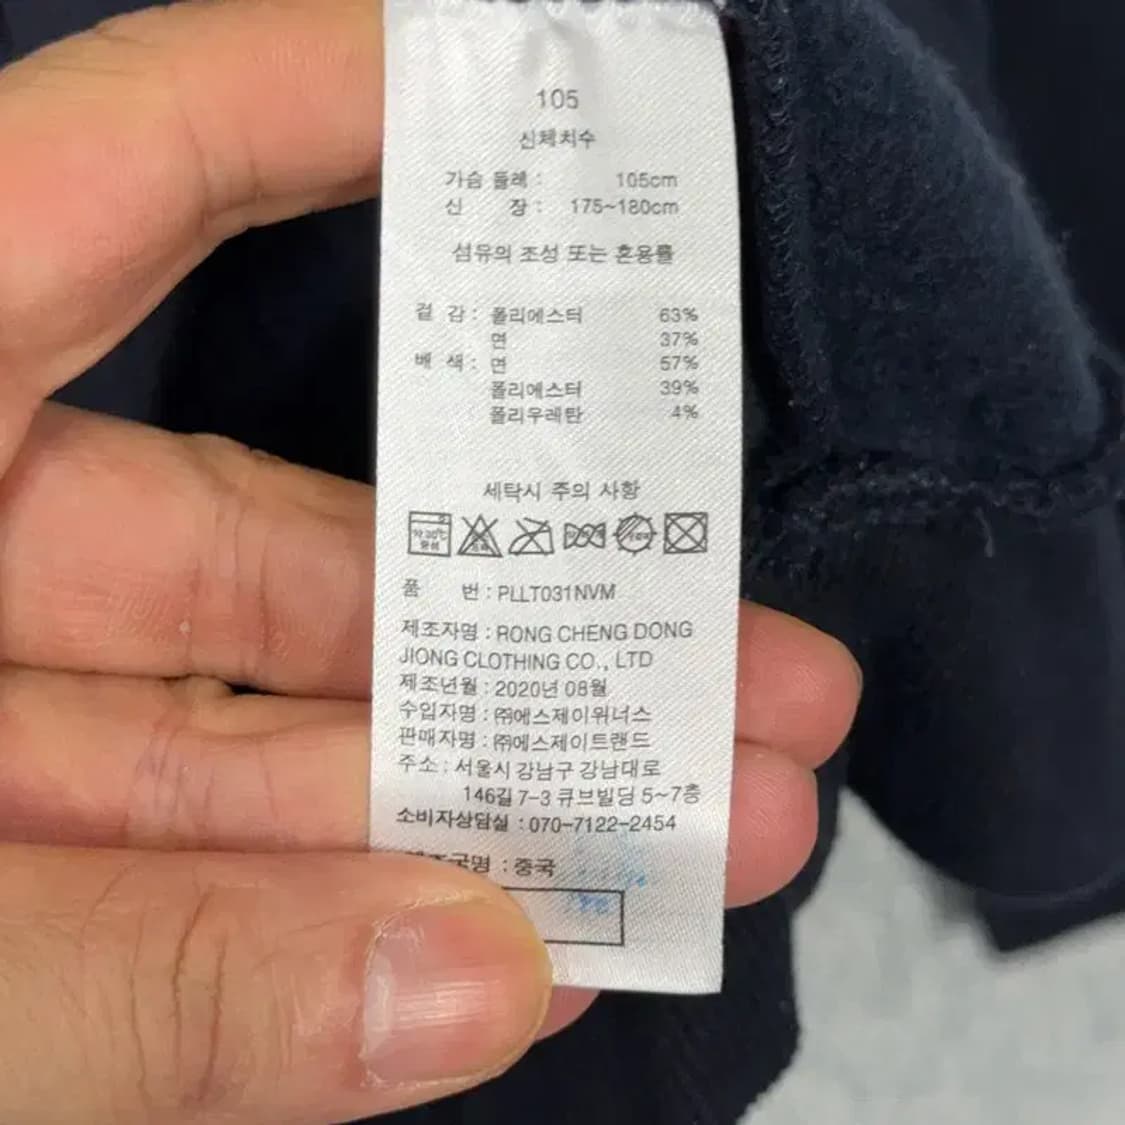 105
신체치수
가슴 둘레 : 105cm
신 장 : 175~180cm
섬유의 조성 또는 혼용률
겉 감 : 폴리에스터 63%
면 37%
배 색 : 면 57%
폴리에스터 39%
폴리우레탄 4%
세탁시 주의 사항
약 30℃
중성
품 번 : PLLT031NVM
제조자명 : RONG CHENG DONG
JIONG CLOTHING CO., LTD
제조년월 : 2020년 08월
수입자명 : ㈜에스제이위너스
판매자명 : ㈜에스제이트랜드
주소 : 서울시 강남구 강남대로
146길 7-3 큐브빌딩 5~7층
소비자상담실 : 070-7122-2454
제조국명 : 중국